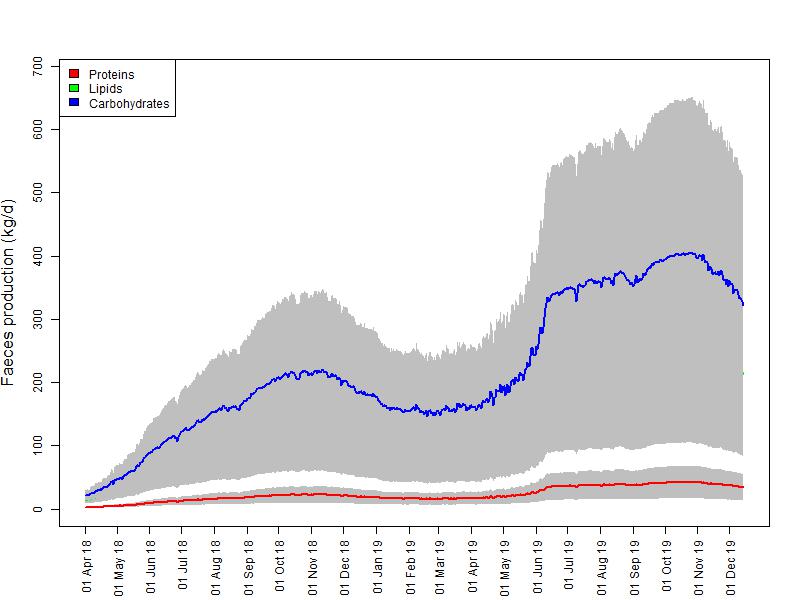 Proteins
Lipids
Carbohydrates
Faeces production (kg/d)
700
600
500
400
300
200
100
0
01 Apr 18
01 May 18
01 Jun 18
01 Jul 18
01 Aug 18
01 Sep 18
01 Oct 18
01 Nov 18
01 Dec 18
01 Jan 19
01 Feb 19
01 Mar 19
01 Apr 19
01 May 19
01 Jun 19
01 Jul 19
01 Aug 19
01 Sep 19
01 Oct 19
01 Nov 19
01 Dec 19